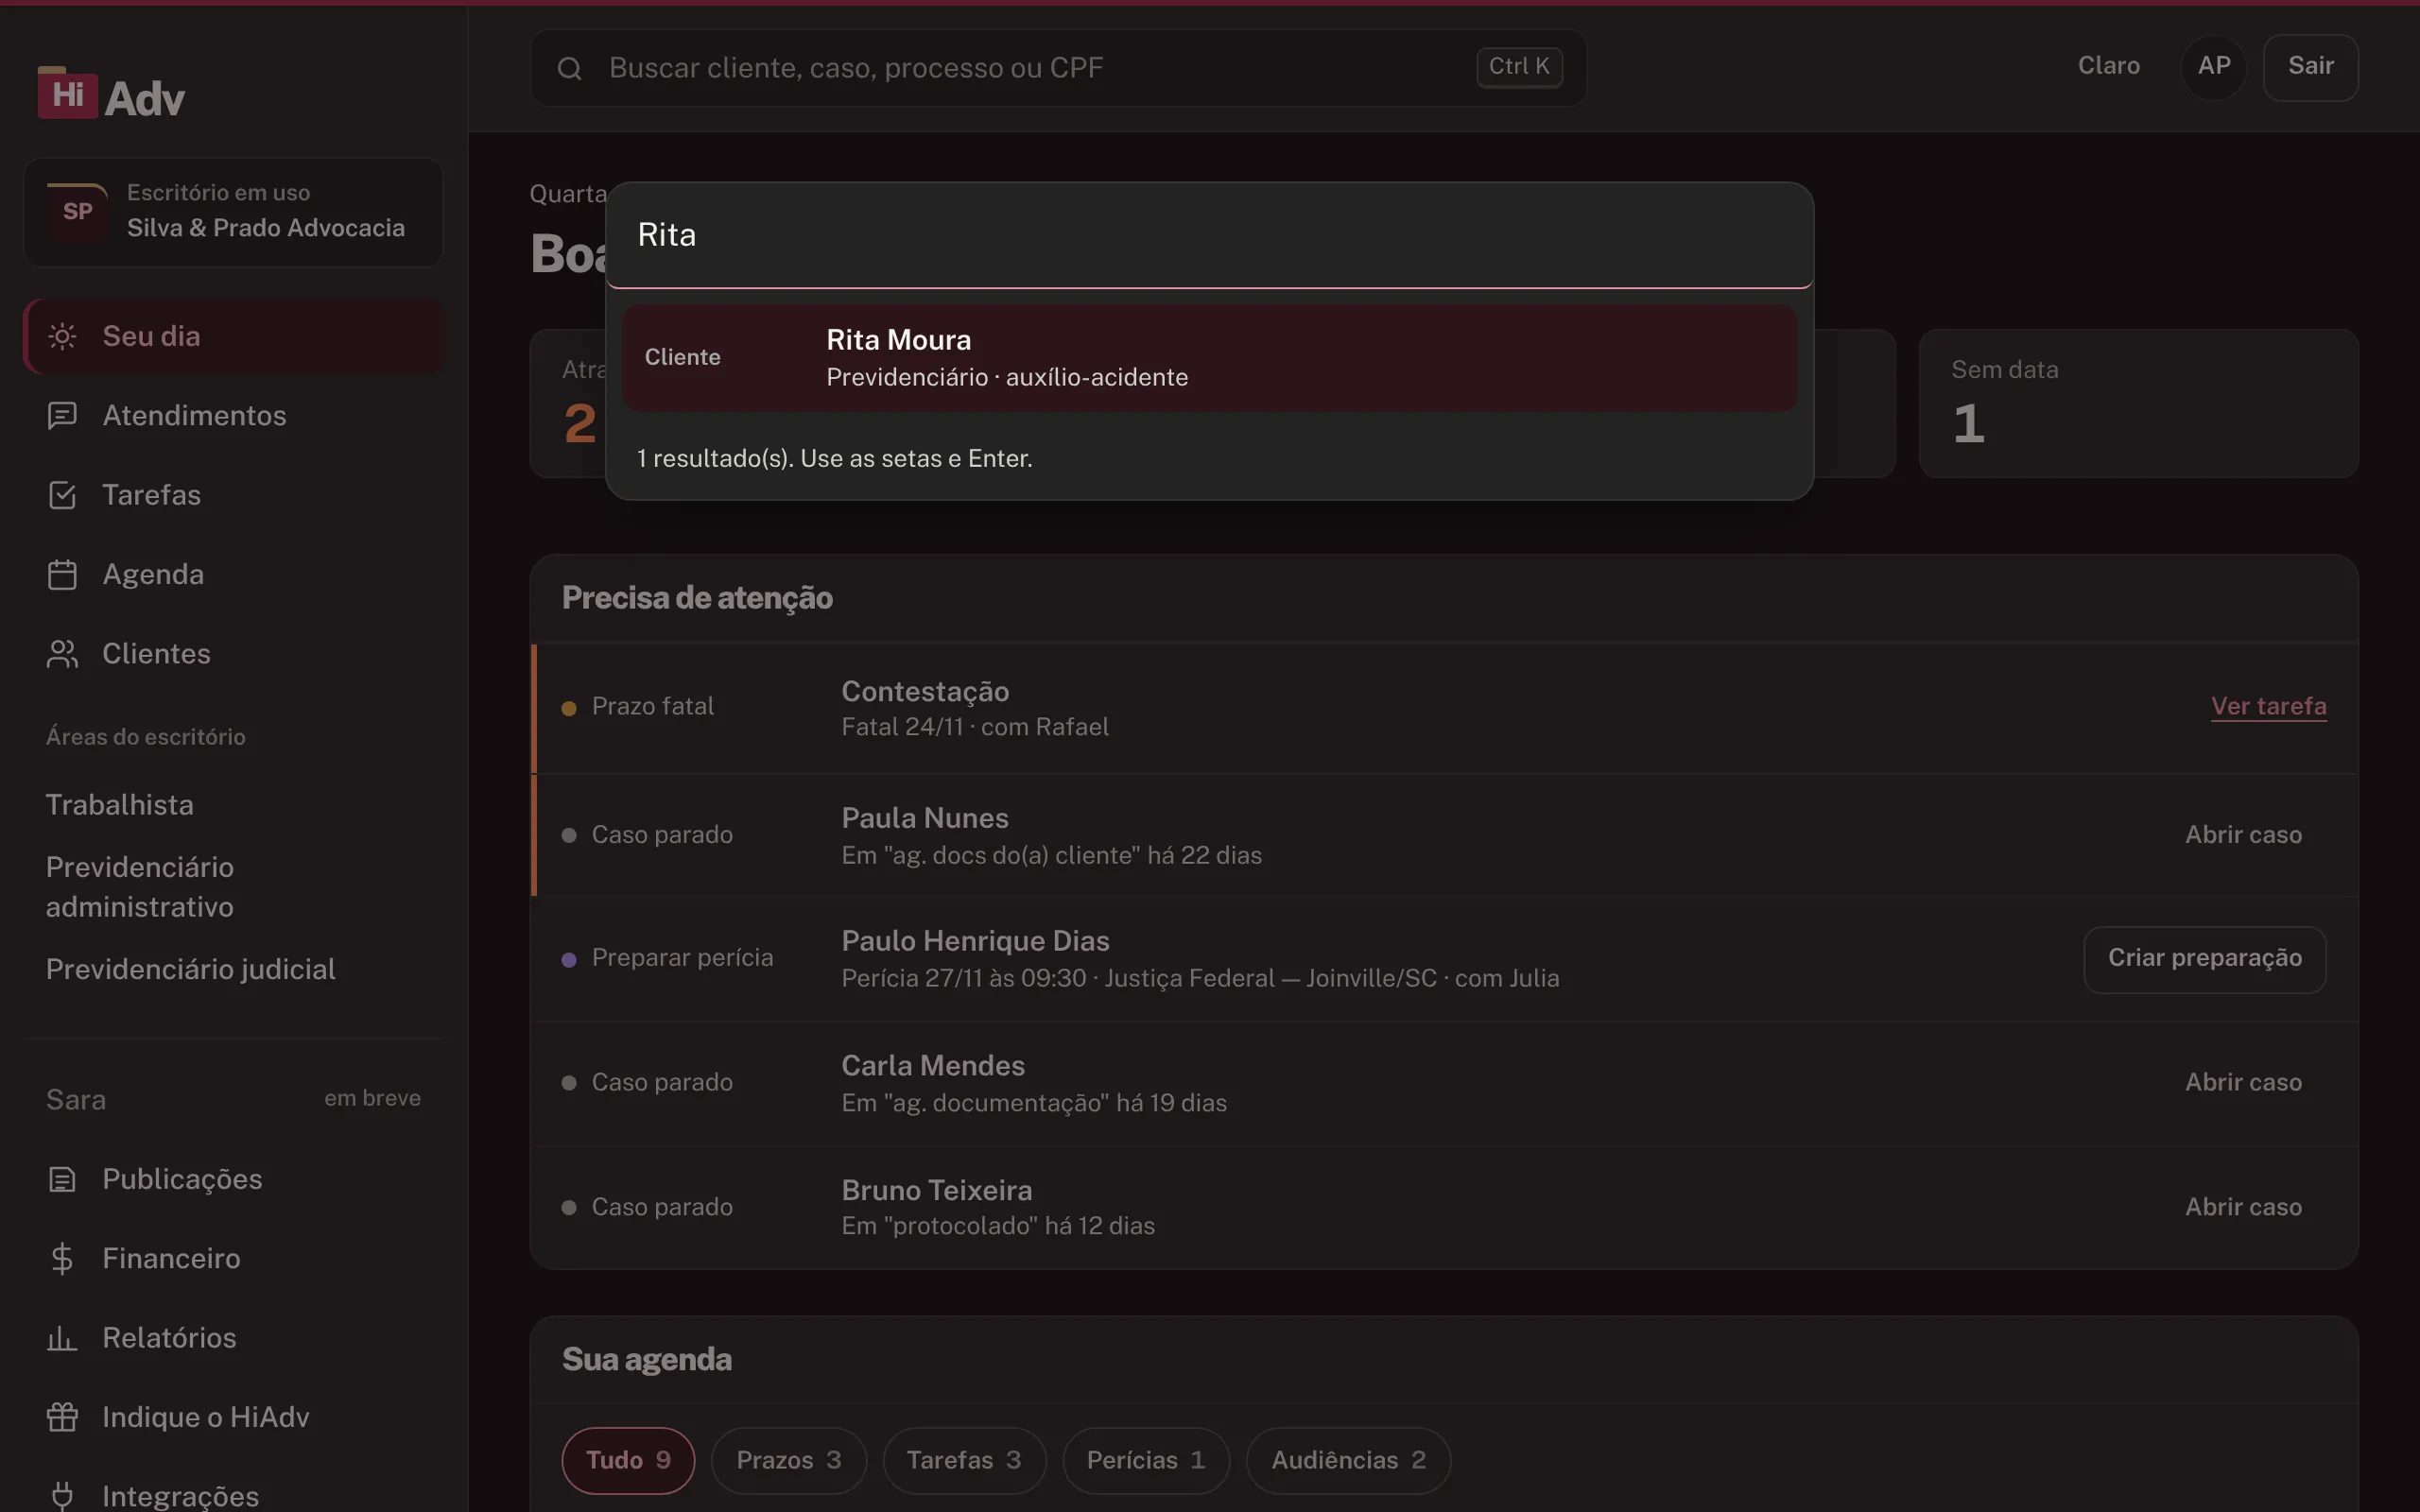 Hi Adv
Buscar cliente, caso, processo ou CPF
Ctrl K
Claro
AP
Sair
SP
Escritório em uso
Silva & Prado Advocacia
Seu dia
Atendimentos
Tarefas
Agenda
Clientes
Áreas do escritório
Trabalhista
Previdenciário
administrativo
Previdenciário judicial
Sara
em breve
Publicações
Financeiro
Relatórios
Indique o HiAdv
Integrações
Quarta
Rita
Cliente
Rita Moura
Previdenciário · auxílio-acidente
1 resultado(s). Use as setas e Enter.
2
Sem data
1
Precisa de atenção
Prazo fatal
Contestação
Fatal 24/11 · com Rafael
Ver tarefa
Caso parado
Paula Nunes
Em "ag. docs do(a) cliente" há 22 dias
Abrir caso
Preparar perícia
Paulo Henrique Dias
Perícia 27/11 às 09:30 · Justiça Federal — Joinville/SC · com Julia
Criar preparação
Caso parado
Carla Mendes
Em "ag. documentação" há 19 dias
Abrir caso
Caso parado
Bruno Teixeira
Em "protocolado" há 12 dias
Abrir caso
Sua agenda
Tudo 9
Prazos 3
Tarefas 3
Perícias 1
Audiências 2